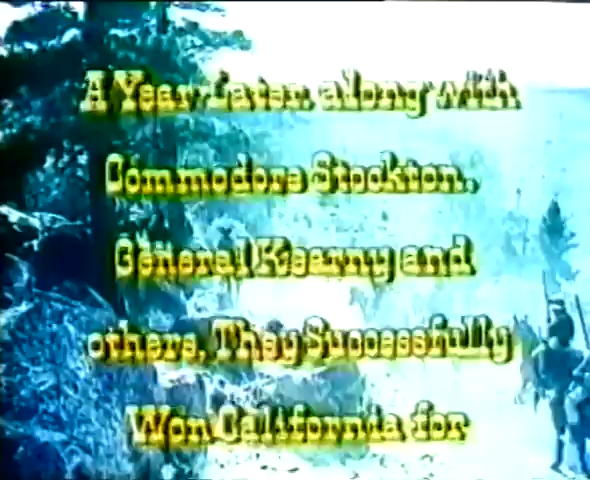 A Year Later, along with
Commodore Stockton,
General Kearny and
others, They Successfully
Won California for